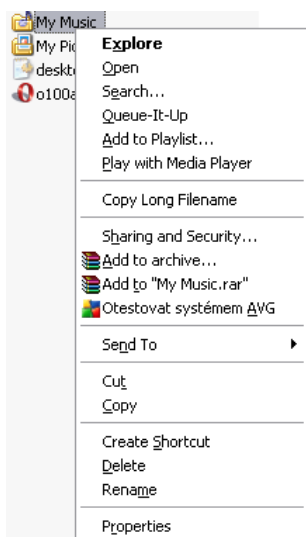 My Music
My Pic
deskto
o100a
Explore
Open
Search...
Queue-It-Up
Add to Playlist...
Play with Media Player
Copy Long Filename
Sharing and Security...
Add to archive...
Add to "My Music.rar"
Otestovat systémem AVG
Send To
Cut
Copy
Create Shortcut
Delete
Rename
Properties